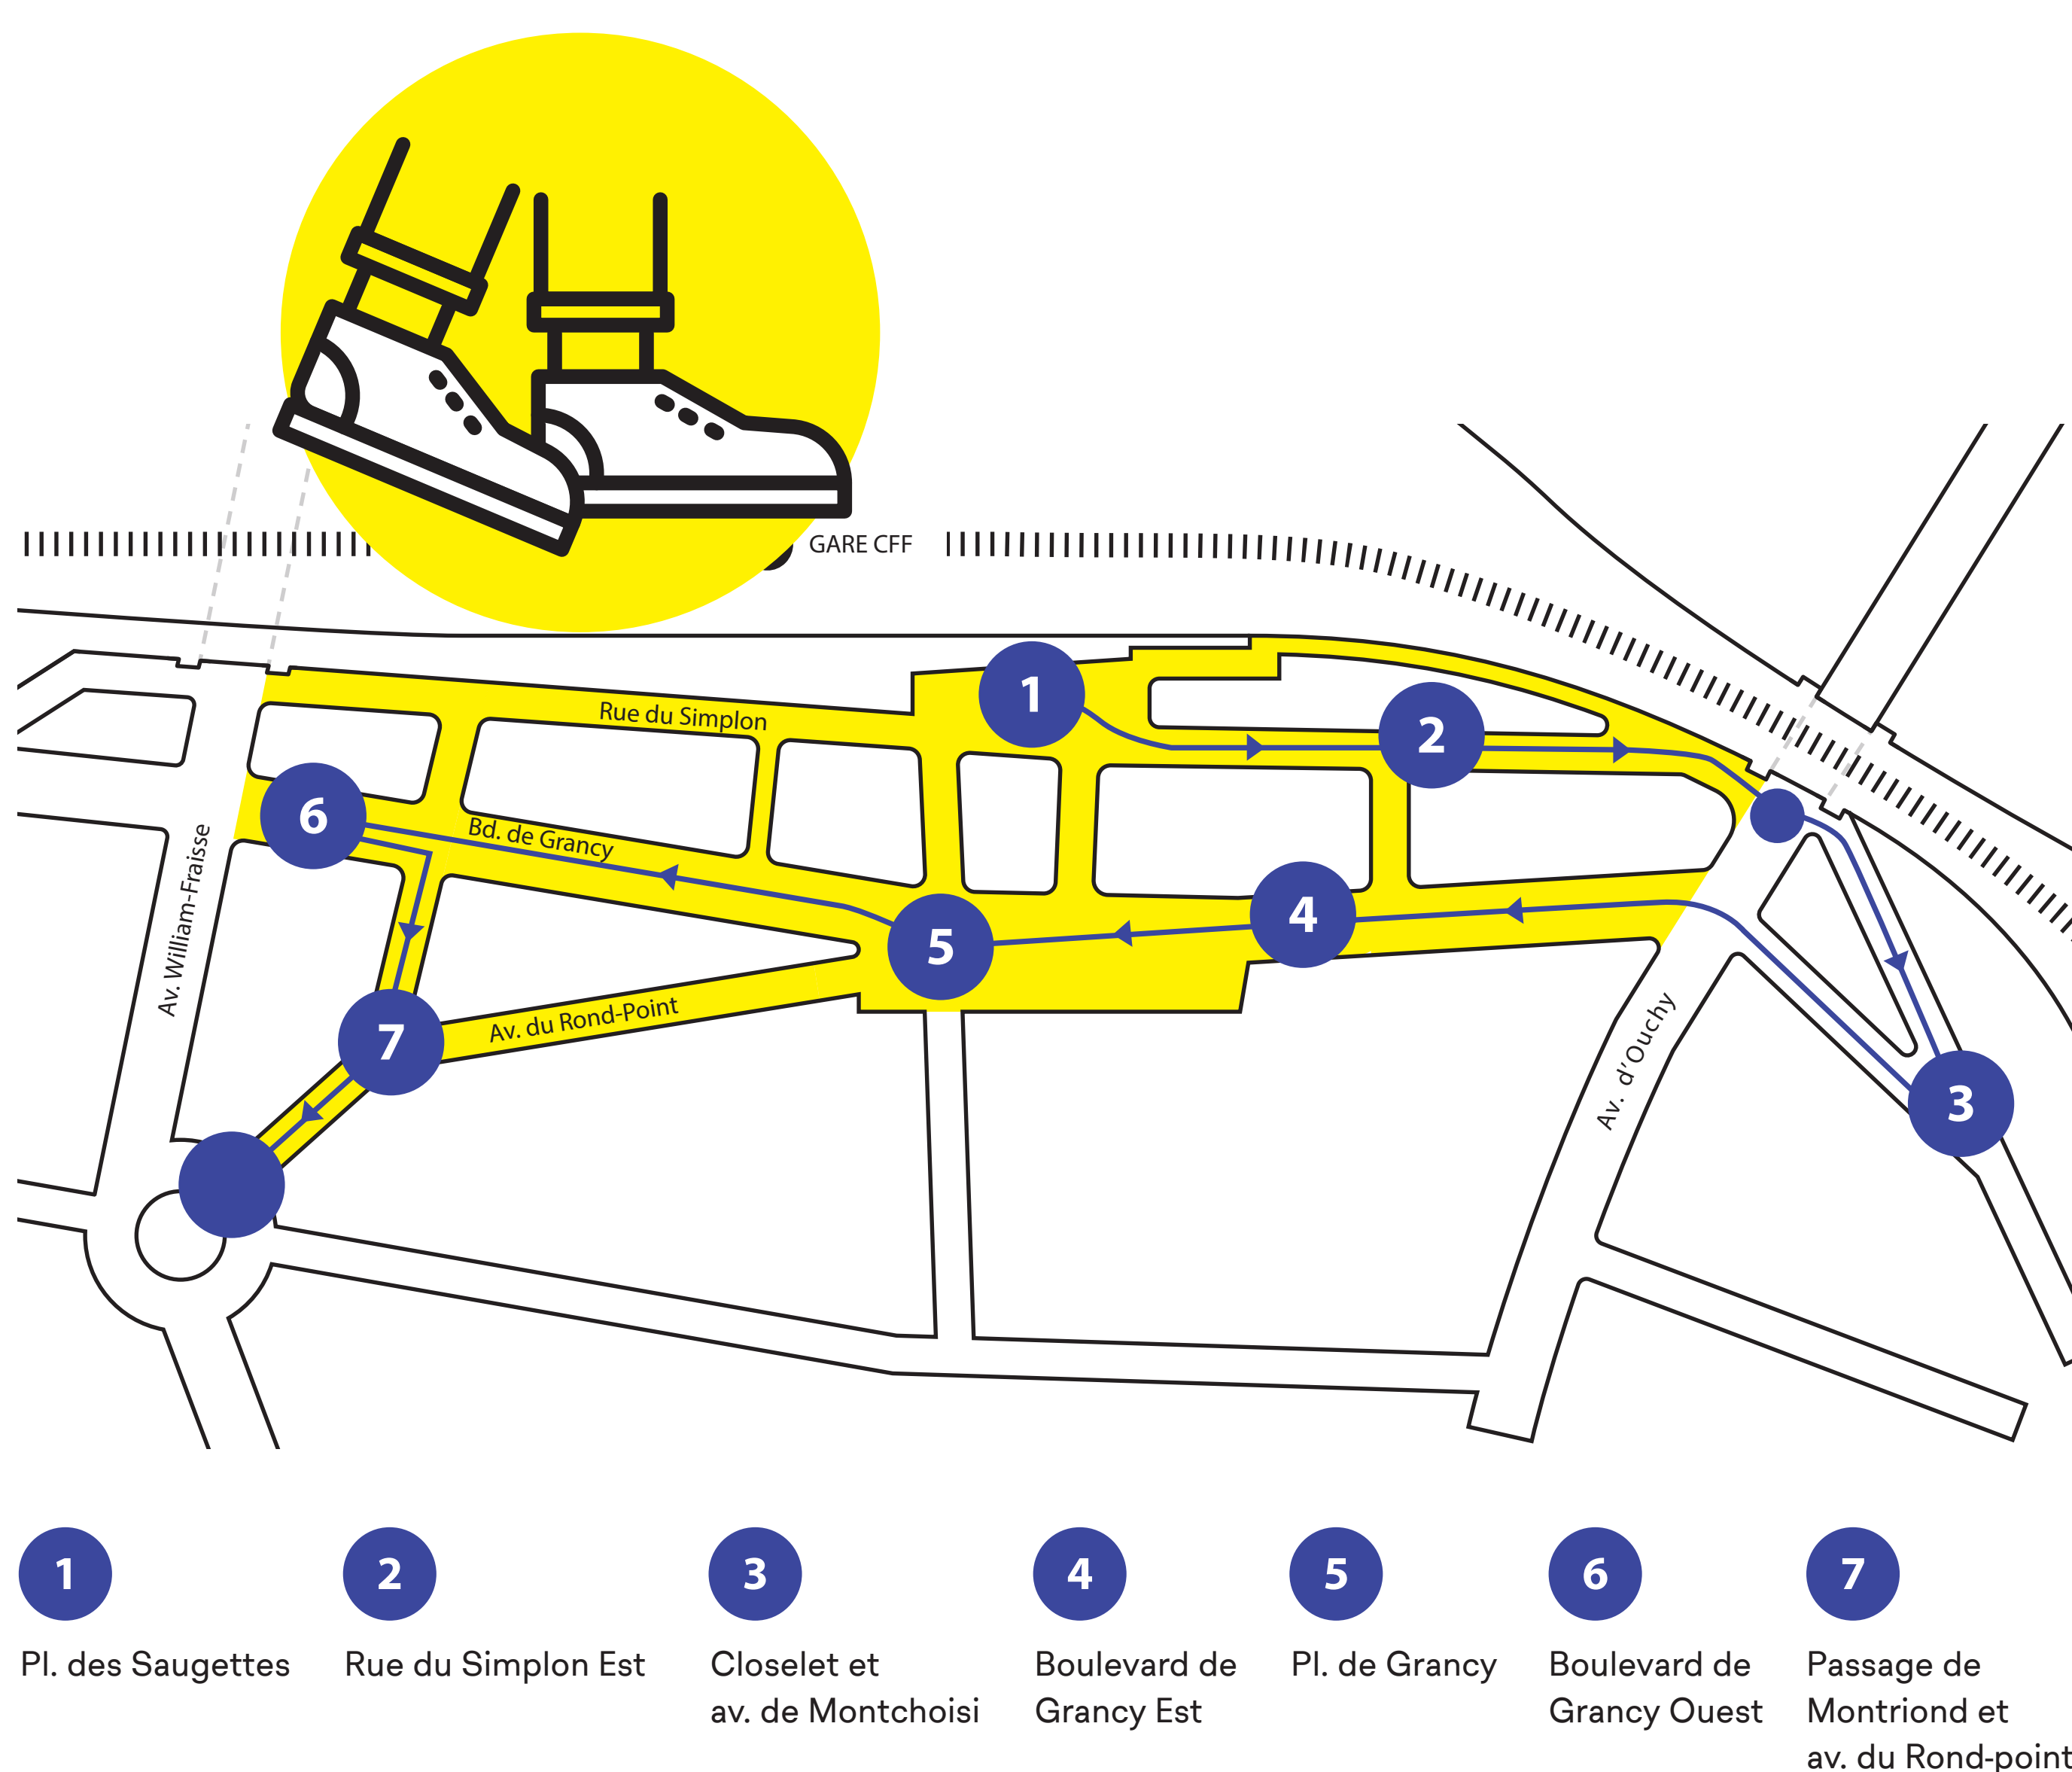 GARE CFF
1
Rue du Simplon
2
6
Bd. de Grancy
4
5
Av. William-Fraisse
7
Av. du Rond-Point
Av. d'Ouchy
3
1
2
3
4
5
6
7
Pl. des Saugettes
Rue du Simplon Est
Closelet et
av. de Montchoisi
Boulevard de
Grancy Est
Pl. de Grancy
Boulevard de
Grancy Ouest
Passage de
Montriond et
av. du Rond-point